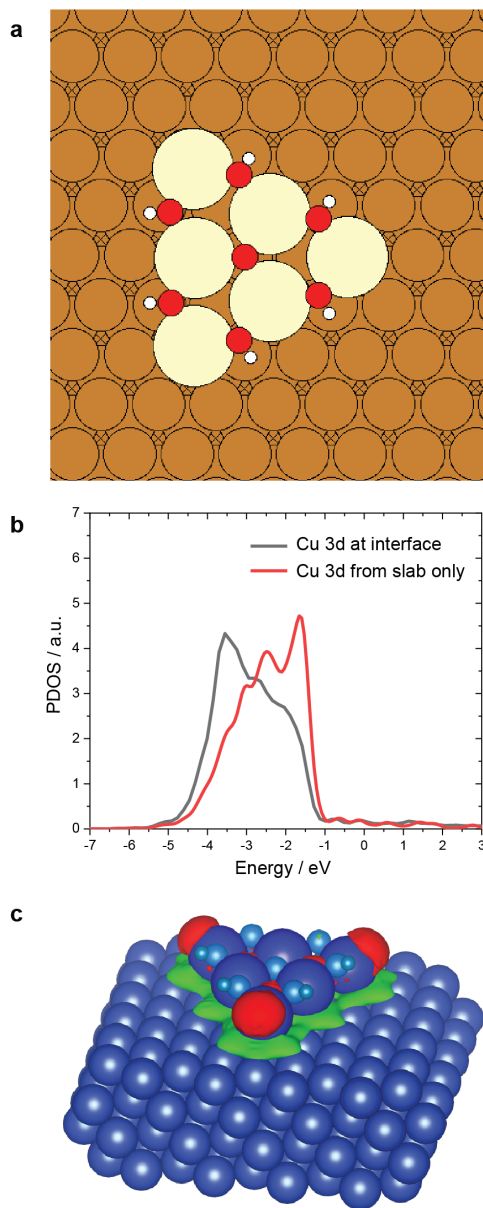 a
b
7
6
5
4
3
2
1
0
PDOS / a.u.
Cu 3d at interface
Cu 3d from slab only
-7 -6 -5 -4 -3 -2 -1 0 1 2 3
Energy / eV
c